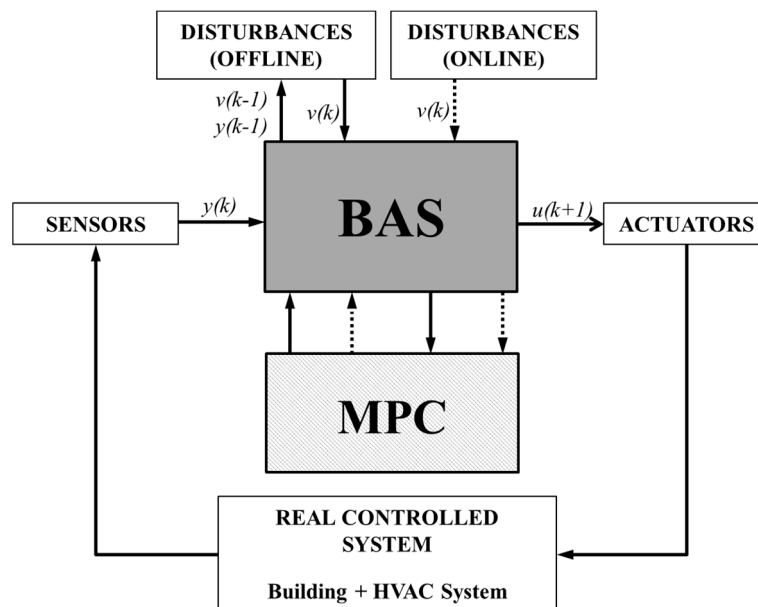 DISTURBANCES
(OFFLINE)
DISTURBANCES
(ONLINE)
v(k-1)
y(k-1)
v(k)
v(k)
SENSORS
y(k)
BAS
u(k+1)
ACTUATORS
MPC
REAL CONTROLLED
SYSTEM
Building + HVAC System